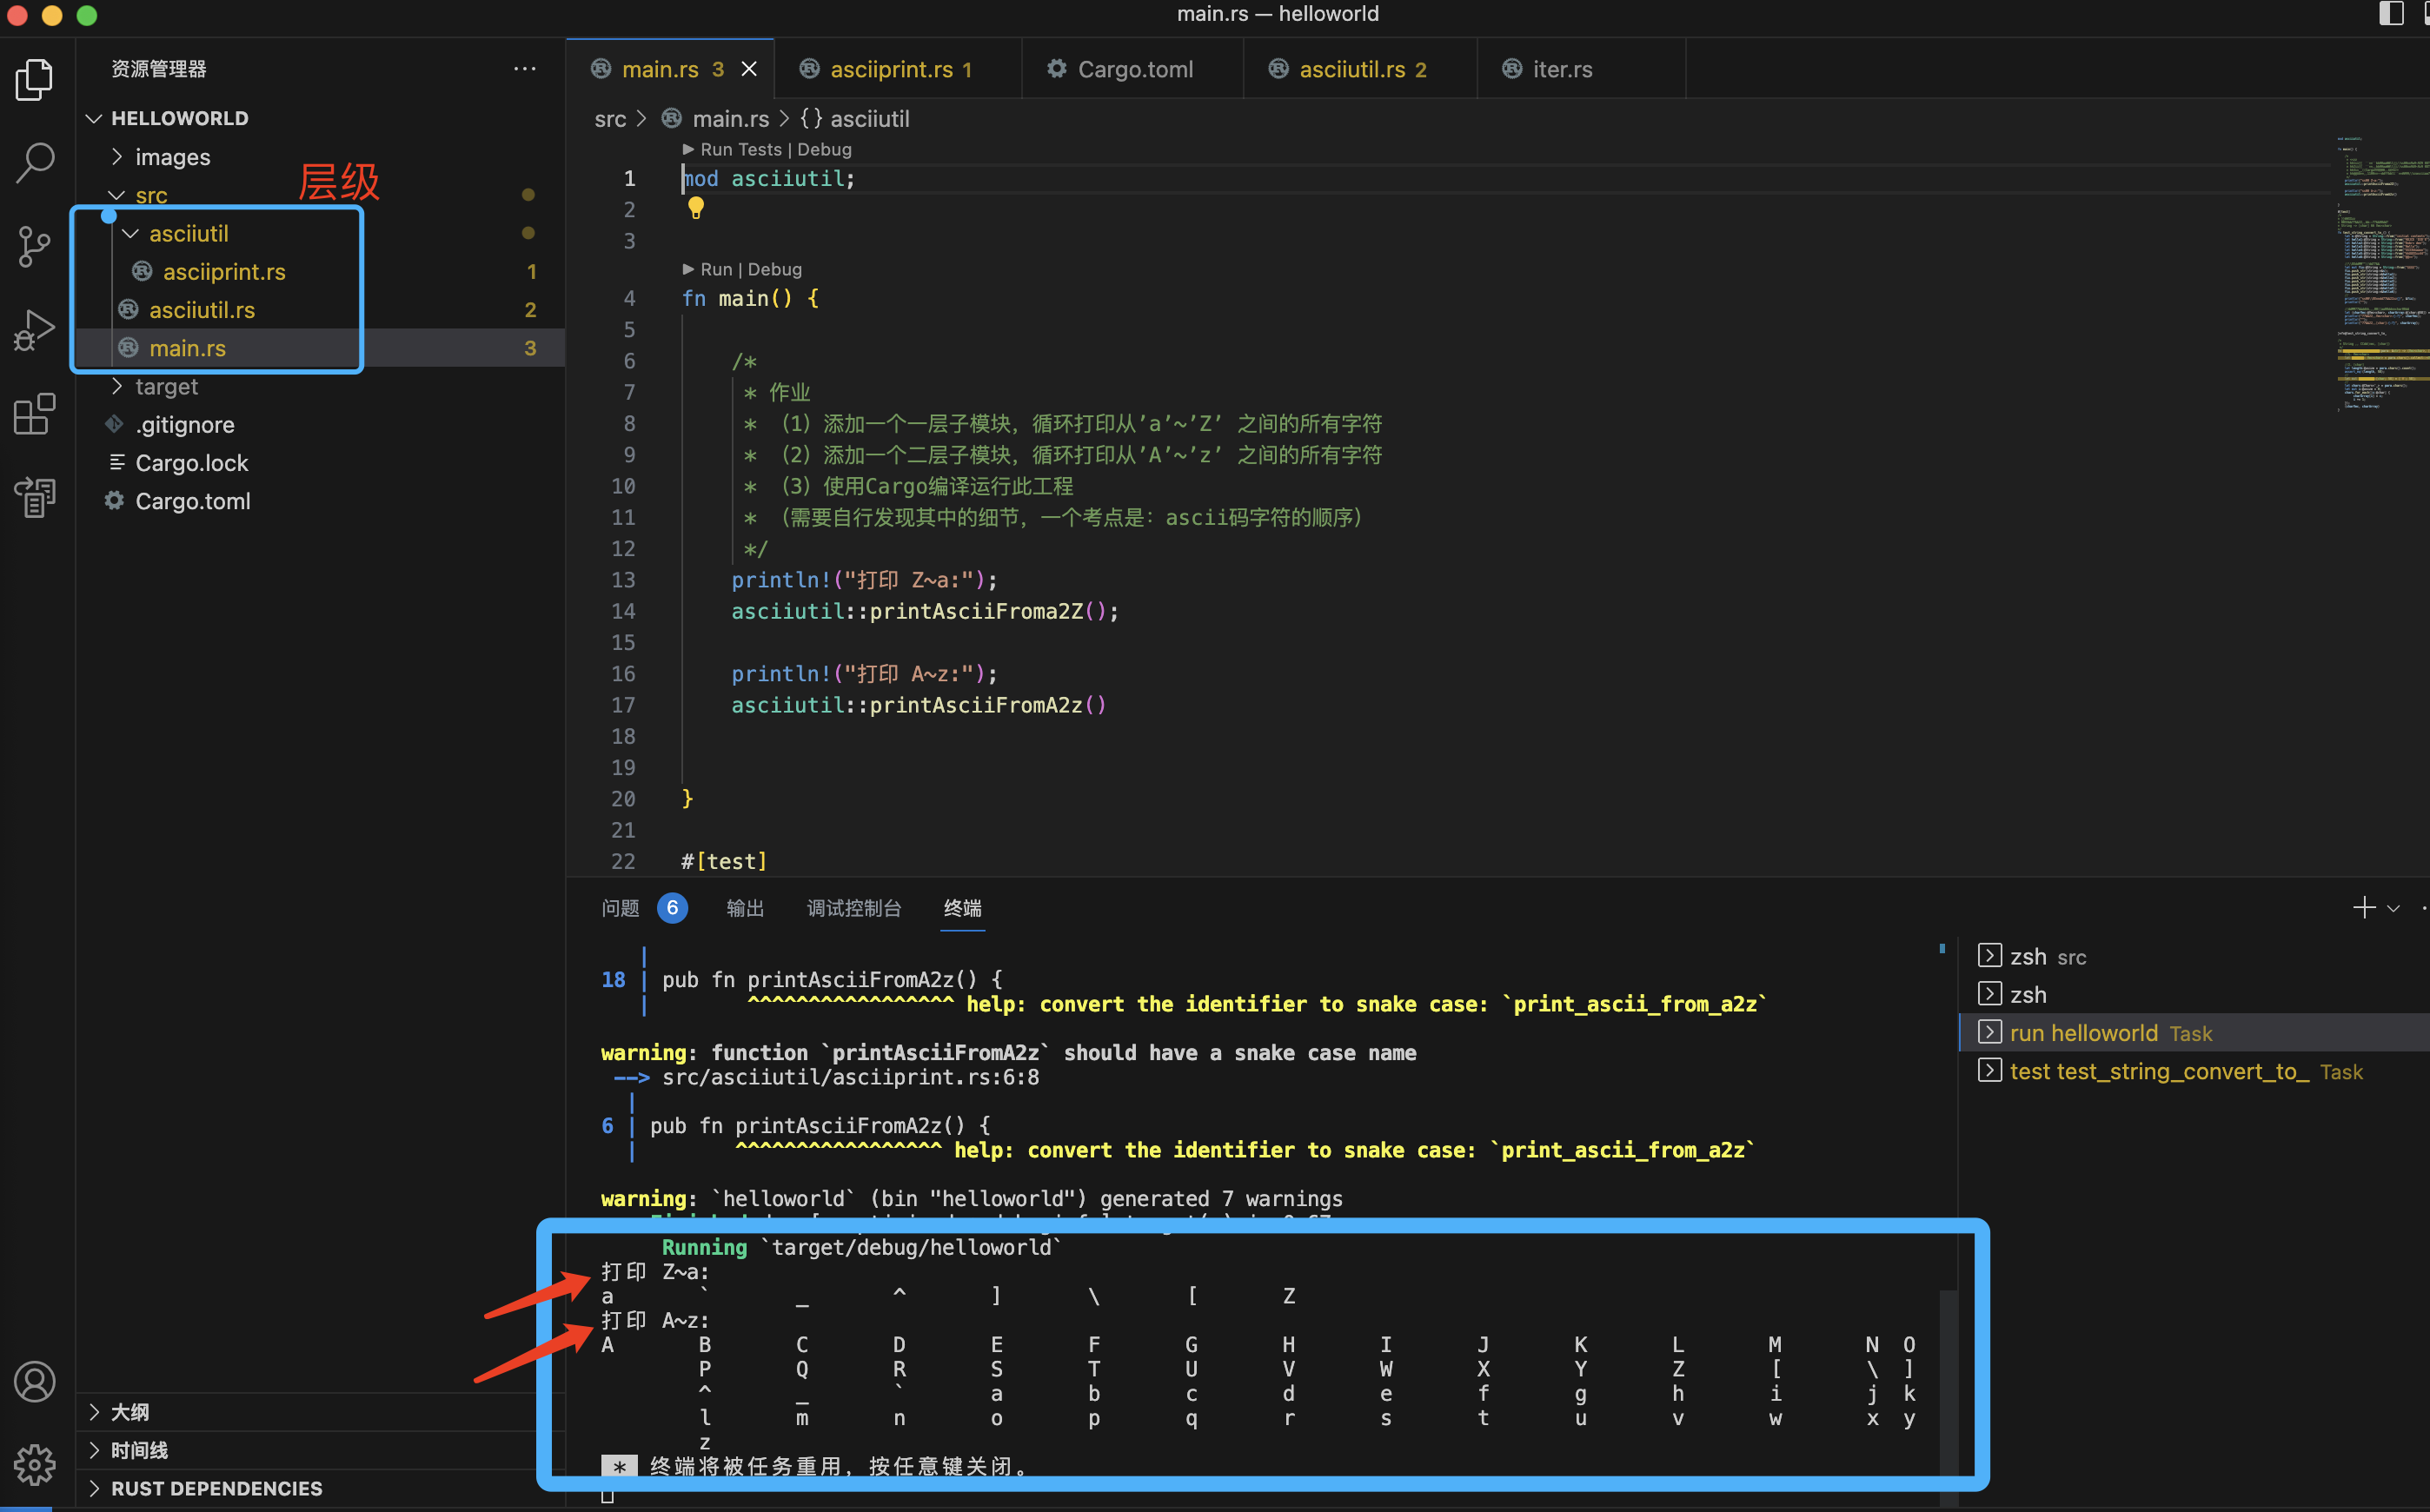 main.rs — helloworld
资源管理器
HELLOWORLD
images
层级
src
asciiutil
asciiprint.rs 1
asciiutil.rs 2
main.rs 3
target
.gitignore
Cargo.lock
Cargo.toml
大纲
时间线
RUST DEPENDENCIES
main.rs 3 asciiprint.rs 1 Cargo.toml asciiutil.rs 2 iter.rs
src > main.rs > {} asciiutil
Run Tests | Debug
1 mod asciiutil;
2
3
Run | Debug
4 fn main() {
5
6 /*
7 * 作业
8 * （1）添加一个一层子模块，循环打印从’a’~’Z’ 之间的所有字符
9 * （2）添加一个二层子模块，循环打印从’A’~’z’ 之间的所有字符
10 * （3）使用Cargo编译运行此工程
11 * （需要自行发现其中的细节，一个考点是：ascii码字符的顺序）
12 */
13 println!("打印 Z~a:");
14 asciiutil::printAsciiFroma2Z();
15
16 println!("打印 A~z:");
17 asciiutil::printAsciiFromA2z()
18
19
20 }
21
22 #[test]
问题 6 输出 调试控制台 终端
|
18 | pub fn printAsciiFromA2z() {
| ^^^^^^^^^^^^^^^^^ help: convert the identifier to snake case: `print_ascii_from_a2z`
warning: function `printAsciiFromA2z` should have a snake case name
--> src/asciiutil/asciiprint.rs:6:8
|
6 | pub fn printAsciiFromA2z() {
| ^^^^^^^^^^^^^^^^^ help: convert the identifier to snake case: `print_ascii_from_a2z`
warning: `helloworld` (bin "helloworld") generated 7 warnings
Running `target/debug/helloworld`
打印 Z~a:
a ` _ ^ ] \ [ Z
打印 A~z:
A B C D E F G H I J K L M N O
P Q R S T U V W X Y Z [ \ ]
^ _ ` a b c d e f g h i j k
l m n o p q r s t u v w x y
z
* 终端将被任务重用，按任意键关闭。
zsh src
zsh
run helloworld Task
test test_string_convert_to_ Task